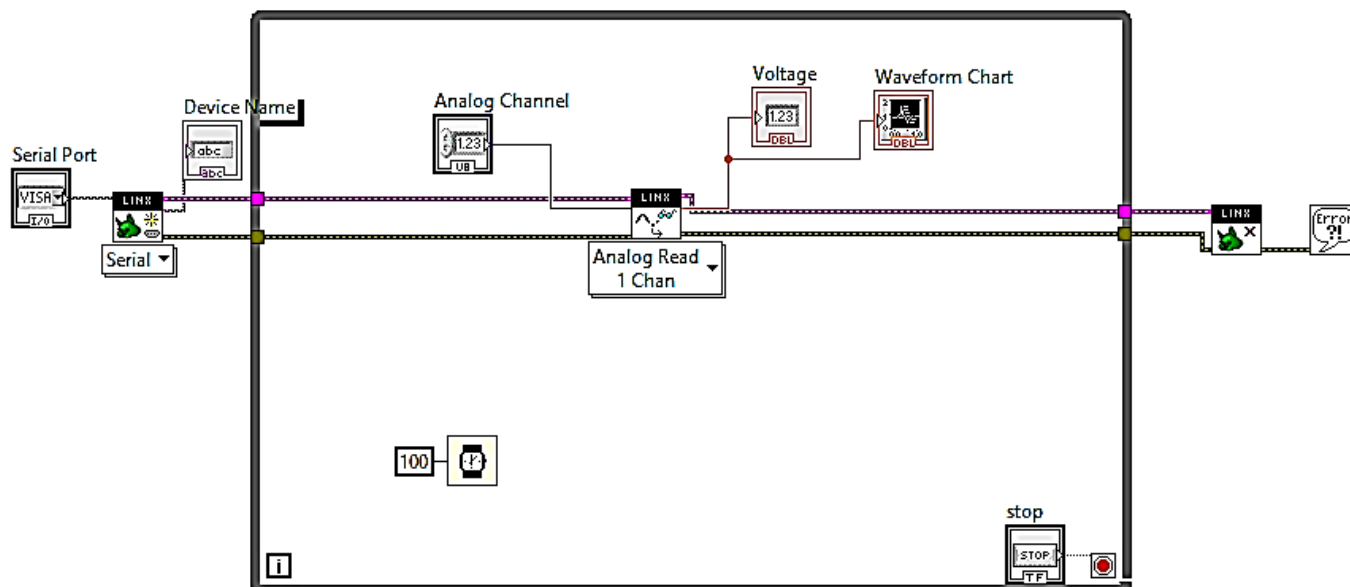 Voltage
Waveform Chart
Device Name
Analog Channel
1.23
DBL
DBL
abc
abc
1.23
U8
Serial Port
VISA
I/O
LINX
LINX
LINX
Error
?!
Serial
Analog Read
1 Chan
100
stop
STOP
TF
i